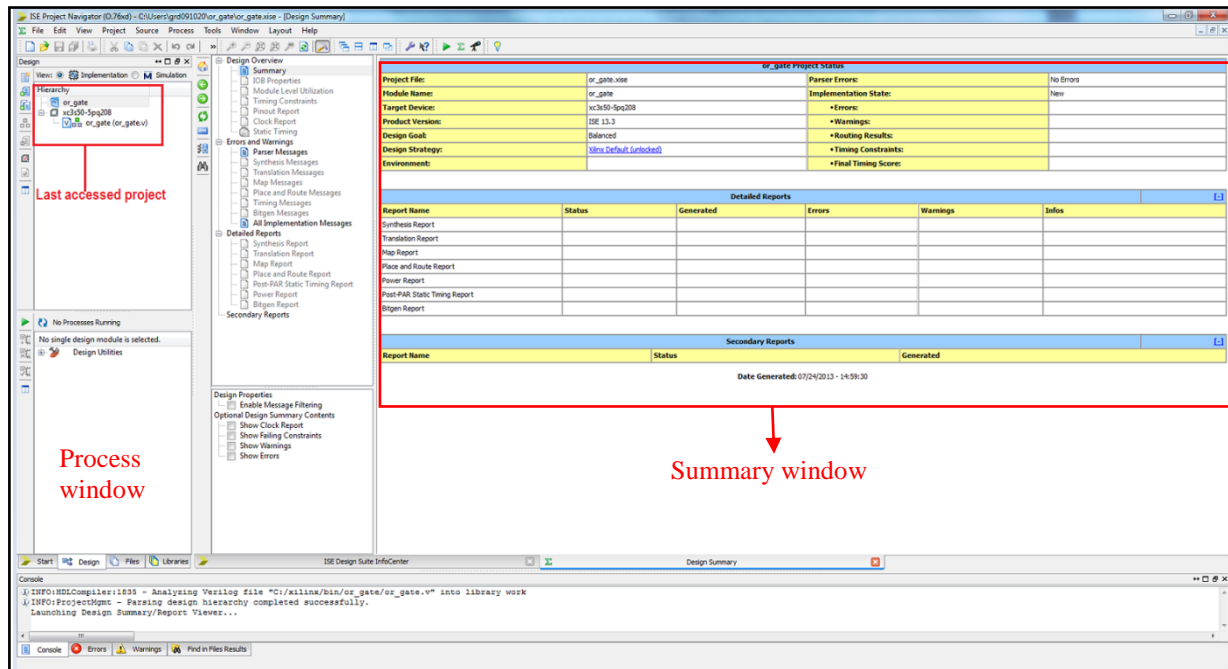 ISE Project Navigator (O.76xd) - C:\Users\grd091020\or_gate\or_gate.xise - [Design Summary]
File Edit View Project Source Process Tools Window Layout Help
Design
View: Implementation Simulation
Hierarchy
or_gate
xc3s50-5pq208
or_gate (or_gate.v)
Last accessed project
No Processes Running
No single design module is selected.
Design Utilities
Process
window
Design Overview
Summary
IOB Properties
Module Level Utilization
Timing Constraints
Pinout Report
Clock Report
Static Timing
Errors and Warnings
Parser Messages
Synthesis Messages
Translation Messages
Map Messages
Place and Route Messages
Timing Messages
Bitgen Messages
All Implementation Messages
Detailed Reports
Synthesis Report
Translation Report
Map Report
Place and Route Report
Post-PAR Static Timing Report
Power Report
Bitgen Report
Secondary Reports
Design Properties
Enable Message Filtering
Optional Design Summary Contents
Show Clock Report
Show Failing Constraints
Show Warnings
Show Errors
or_gate Project Status
Project File: or_gate.xise Parser Errors: No Errors
Module Name: or_gate Implementation State: New
Target Device: xc3s50-5pq208 •Errors:
Product Version: ISE 13.3 •Warnings:
Design Goal: Balanced •Routing Results:
Design Strategy: Xilinx Default (unlocked) •Timing Constraints:
Environment: •Final Timing Score:
Detailed Reports [-]
Report Name Status Generated Errors Warnings Infos
Synthesis Report
Translation Report
Map Report
Place and Route Report
Power Report
Post-PAR Static Timing Report
Bitgen Report
Secondary Reports [-]
Report Name Status Generated
Date Generated: 07/24/2013 - 14:59:30
Summary window
Start Design Files Libraries ISE Design Suite InfoCenter Design Summary
Console
INFO:HDLCompiler:1835 - Analyzing Verilog file "C:/xilinx/bin/or_gate/or_gate.v" into library work
INFO:ProjectMgmt - Parsing design hierarchy completed successfully.
Launching Design Summary/Report Viewer...
Console Errors Warnings Find in Files Results